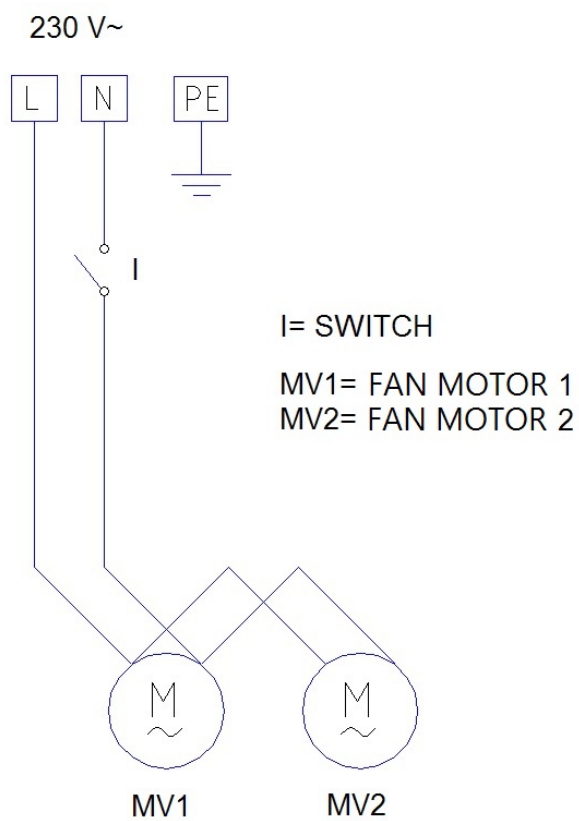 230 V~
L N PE
I
I= SWITCH
MV1= FAN MOTOR 1
MV2= FAN MOTOR 2
M M
~ ~
MV1 MV2